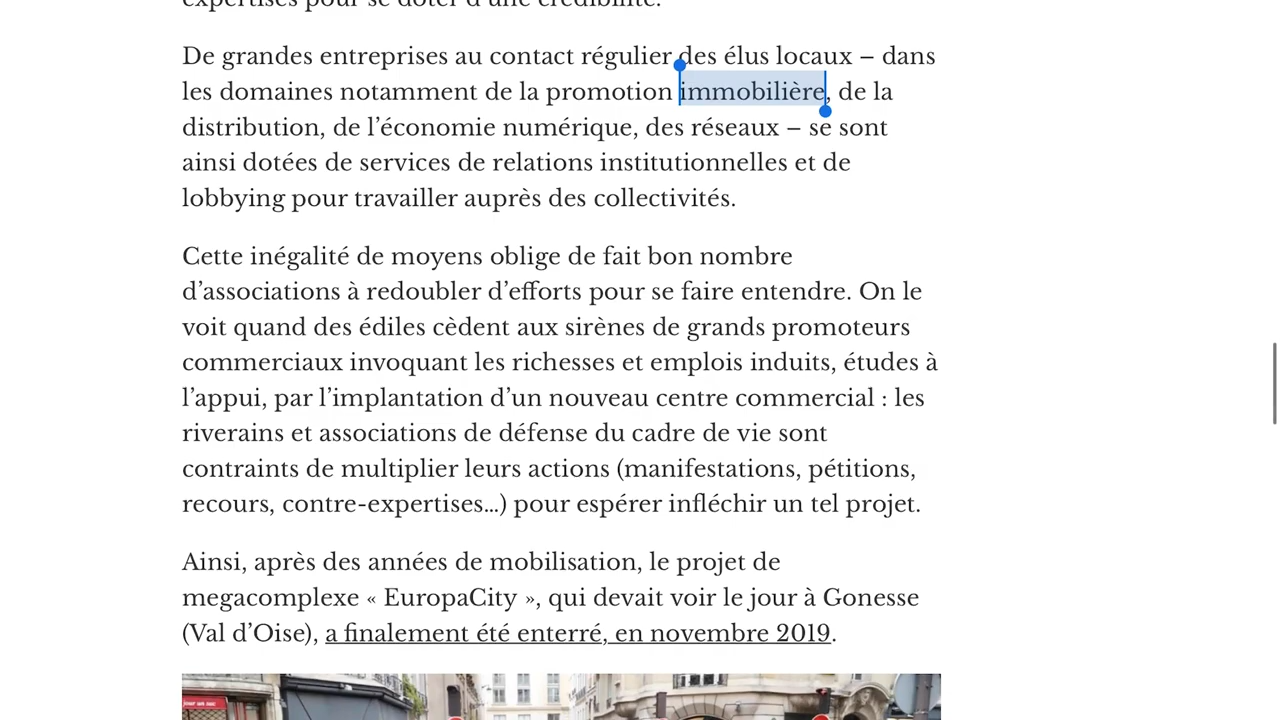 expertises pour se doter d'une crédibilité.
De grandes entreprises au contact régulier des élus locaux – dans
les domaines notamment de la promotion immobilière, de la
distribution, de l’économie numérique, des réseaux – se sont
ainsi dotées de services de relations institutionnelles et de
lobbying pour travailler auprès des collectivités.
Cette inégalité de moyens oblige de fait bon nombre
d’associations à redoubler d’efforts pour se faire entendre. On le
voit quand des édiles cèdent aux sirènes de grands promoteurs
commerciaux invoquant les richesses et emplois induits, études à
l’appui, par l’implantation d’un nouveau centre commercial : les
riverains et associations de défense du cadre de vie sont
contraints de multiplier leurs actions (manifestations, pétitions,
recours, contre-expertises…) pour espérer infléchir un tel projet.
Ainsi, après des années de mobilisation, le projet de
megacomplexe « EuropaCity », qui devait voir le jour à Gonesse
(Val d’Oise), a finalement été enterré, en novembre 2019.